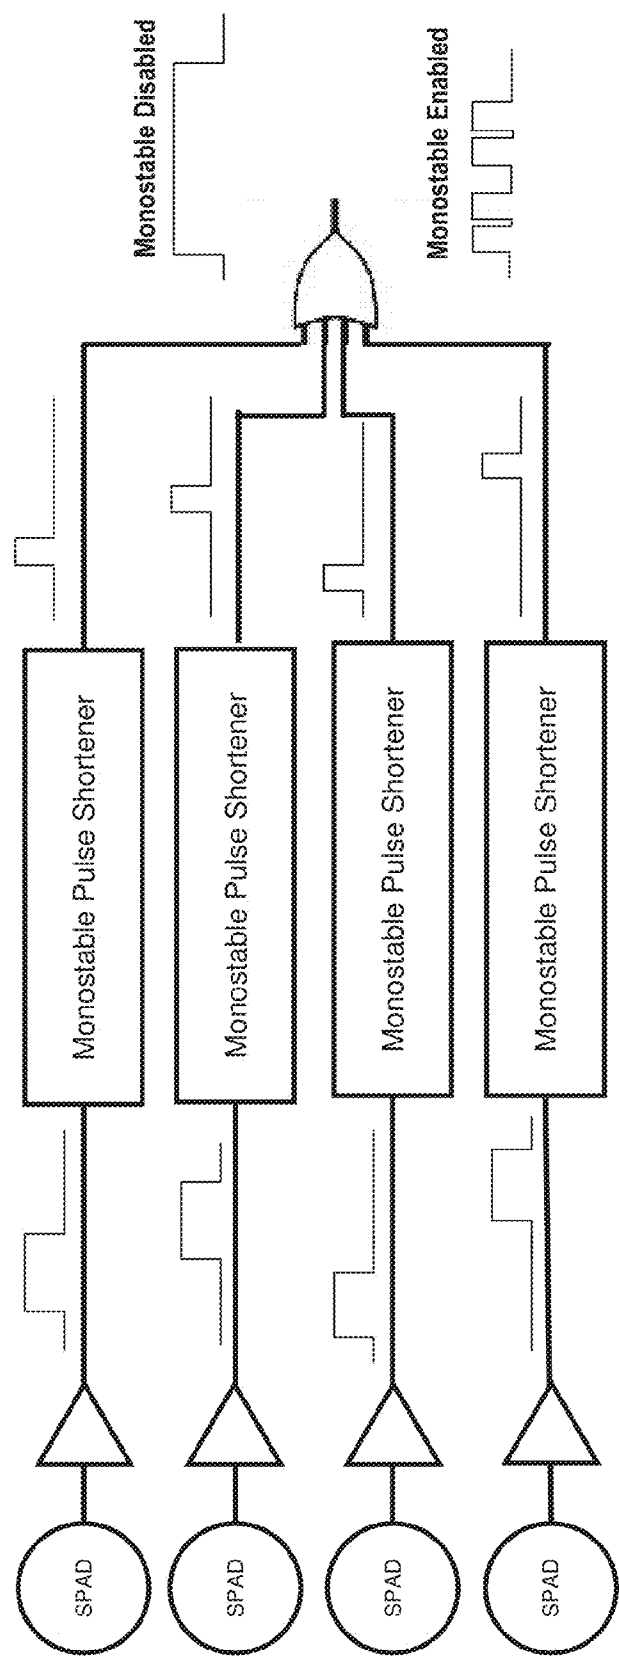 SPAD
Monostable Pulse Shortener
SPAD
Monostable Pulse Shortener
SPAD
Monostable Pulse Shortener
SPAD
Monostable Pulse Shortener
Monostable Disabled
Monostable Enabled